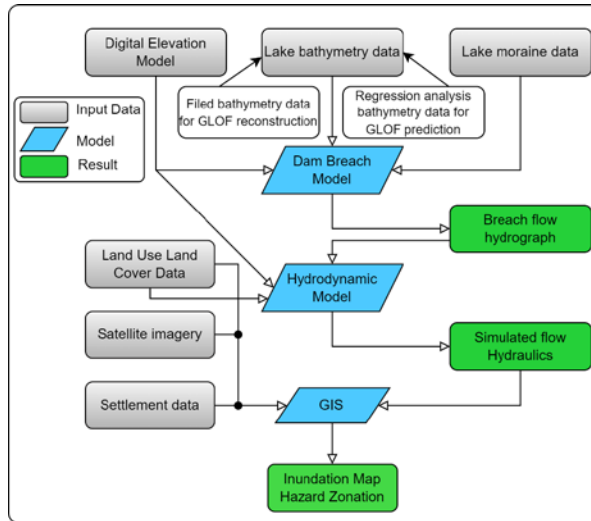 Digital Elevation
Model
Lake bathymetry data
Lake moraine data
Input Data
Model
Result
Filed bathymetry data
for GLOF reconstruction
Regression analysis
bathymetry data for
GLOF prediction
Dam Breach
Model
Breach flow
hydrograph
Land Use Land
Cover Data
Hydrodynamic
Model
Satellite imagery
Simulated flow
Hydraulics
Settlement data
GIS
Inundation Map
Hazard Zonation